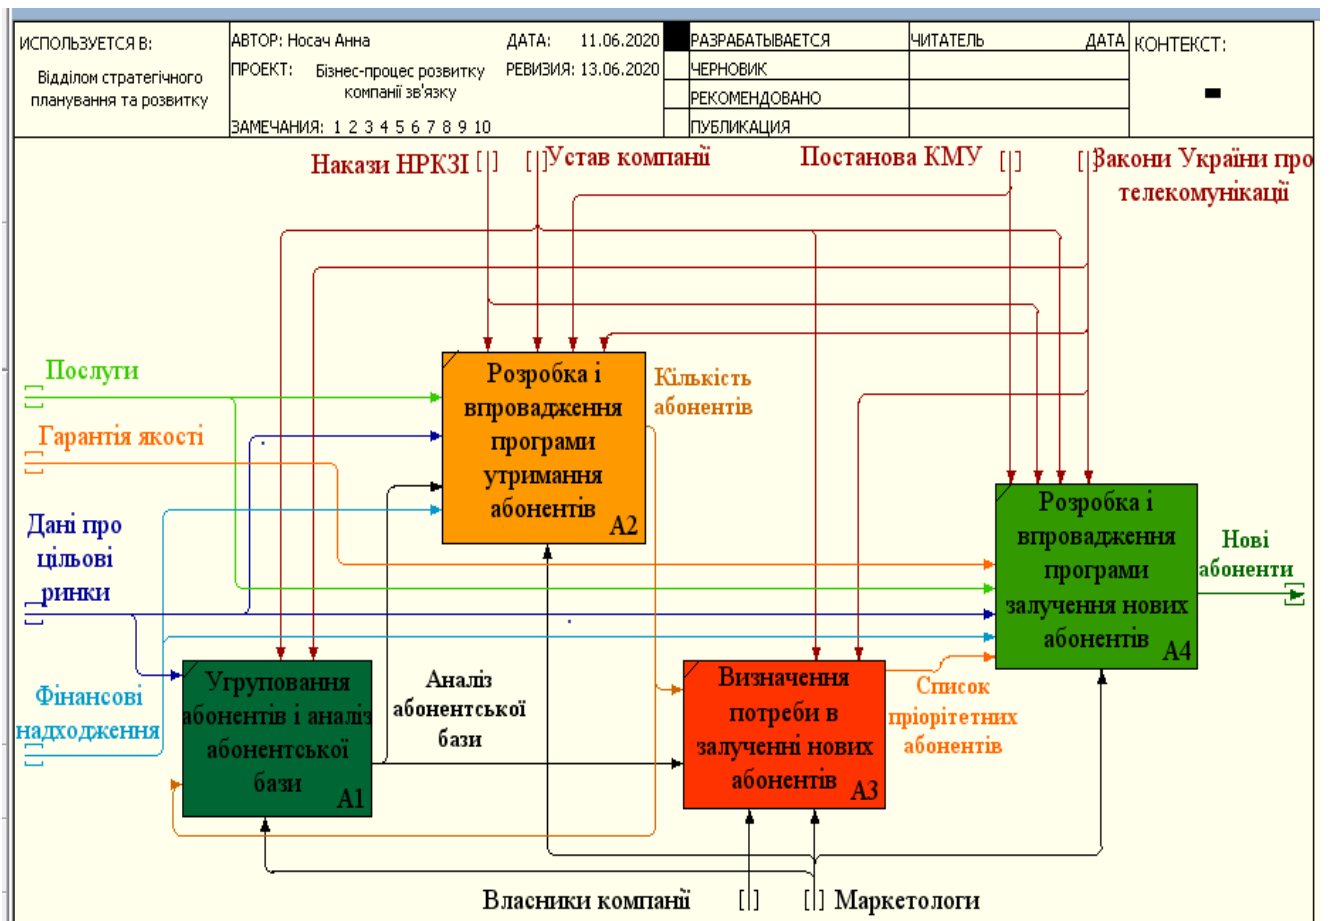 ИСПОЛЬЗУЕТСЯ В:
Відділом стратегічного
планування та розвитку
АВТОР: Носач Анна
ДАТА: 11.06.2020
ПРОЕКТ: Бізнес-процес розвитку
компанії зв'язку
РЕВИЗИЯ: 13.06.2020
ЗАМЕЧАНИЯ: 1 2 3 4 5 6 7 8 9 10
РАЗРАБАТЫВАЕТСЯ
ЧЕРНОВИК
РЕКОМЕНДОВАНО
ПУБЛИКАЦИЯ
ЧИТАТЕЛЬ
ДАТА
КОНТЕКСТ:
Накази НРКЗІ
Устав компанії
Постанова КМУ
Закони України про
телекомунікації
Послуги
Гарантія якості
Дані про
цільові
ринки
Фінансові
надходження
Розробка і
впровадження
програми
утримання
абонентів
A2
Кількість
абонентів
Розробка і
впровадження
програми
залучення нових
абонентів
A4
Нові
абоненти
Угруповання
абонентів і аналіз
абонентської
бази
A1
Аналіз
абонентської
бази
Визначення
потреби в
залученні нових
абонентів
A3
Список
пріорітетних
абонентів
Власники компанії
Маркетологи